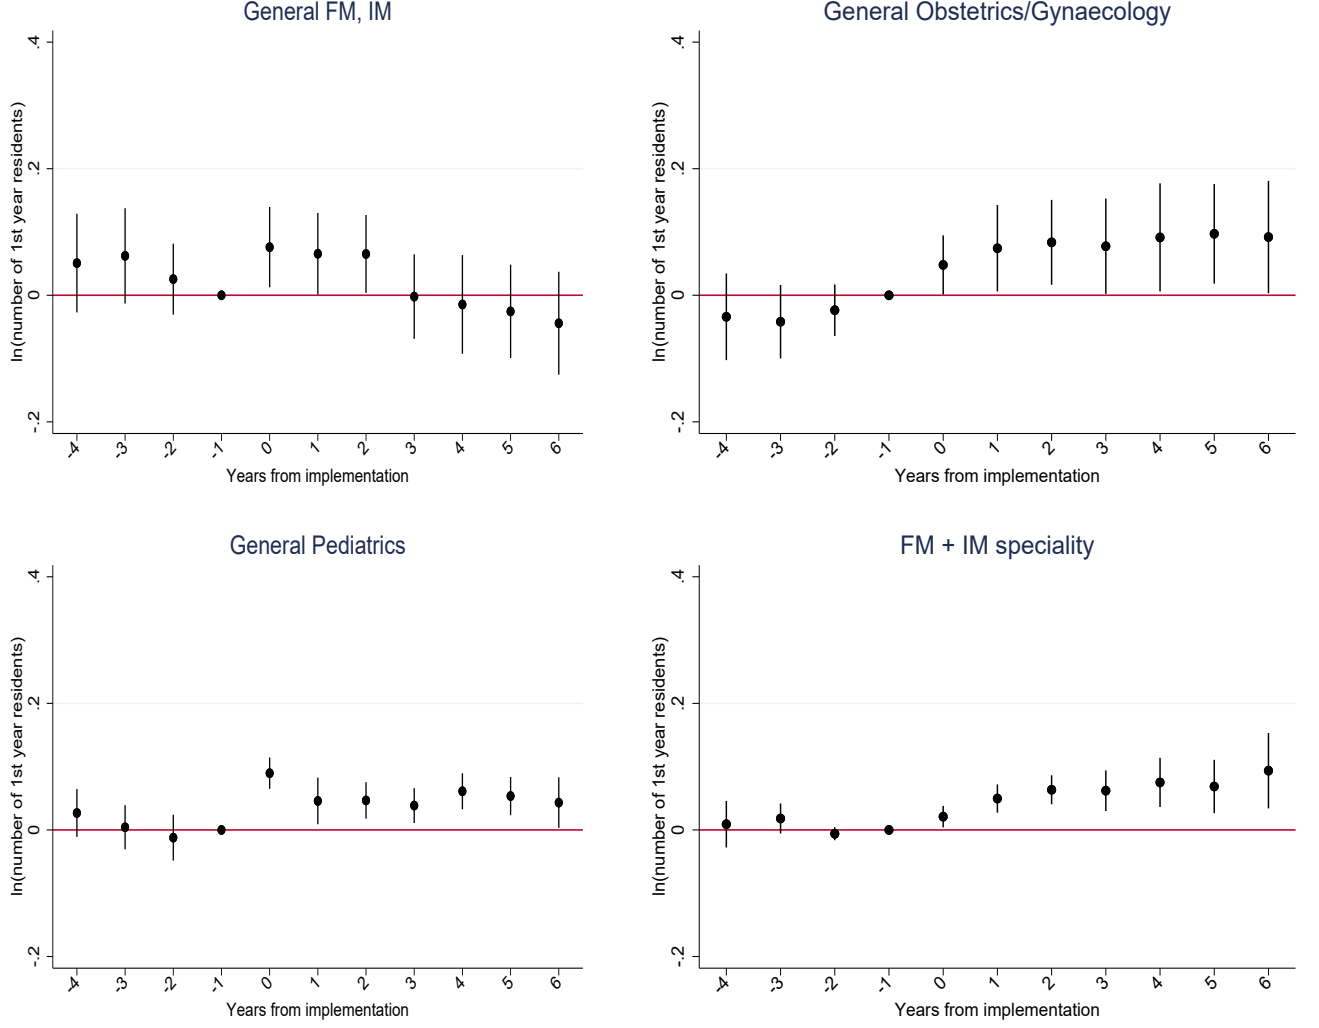 General FM, IM
ln(number of 1st year residents)
.4
.2
0
-.2
-4 -3 -2 -1 0 1 2 3 4 5 6
Years from implementation
General Obstetrics/Gynaecology
ln(number of 1st year residents)
.4
.2
0
-.2
-4 -3 -2 -1 0 1 2 3 4 5 6
Years from implementation
General Pediatrics
ln(number of 1st year residents)
.4
.2
0
-.2
-4 -3 -2 -1 0 1 2 3 4 5 6
Years from implementation
FM + IM speciality
ln(number of 1st year residents)
.4
.2
0
-.2
-4 -3 -2 -1 0 1 2 3 4 5 6
Years from implementation